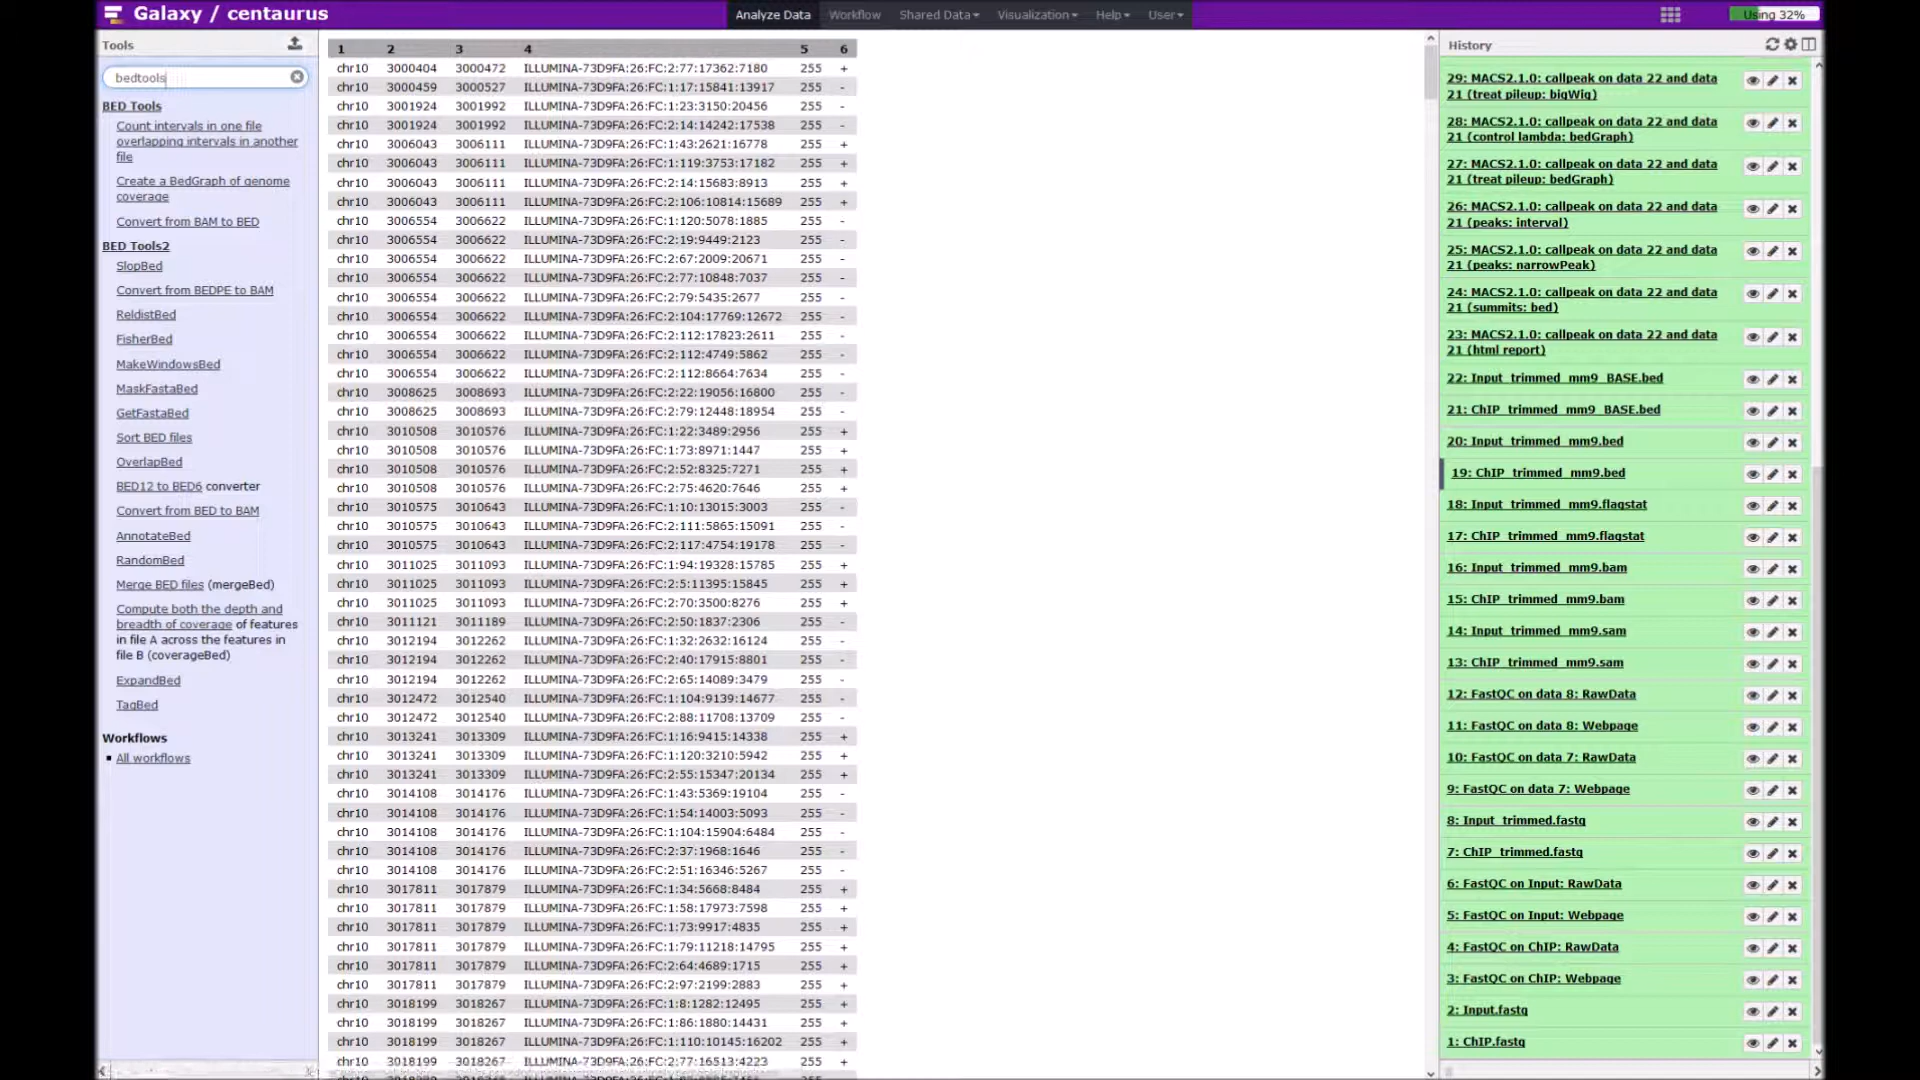 Galaxy / centaurus
Analyze Data Workflow Shared Data Visualization Help User
Using 32%
Tools
bedtools
BED Tools
Count intervals in one file
overlapping intervals in another
file
Create a BedGraph of genome
coverage
Convert from BAM to BED
BED Tools2
SlopBed
Convert from BEDPE to BAM
ReldistBed
FisherBed
MakeWindowsBed
MaskFastaBed
GetFastaBed
Sort BED files
OverlapBed
BED12 to BED6 converter
Convert from BED to BAM
AnnotateBed
RandomBed
Merge BED files (mergeBed)
Compute both the depth and
breadth of coverage of features
in file A across the features in
file B (coverageBed)
ExpandBed
TagBed
Workflows
All workflows
1 2 3 4 5 6
chr10 3000404 3000472 ILLUMINA-73D9FA:26:FC:2:77:17362:7180 255 +
chr10 3000459 3000527 ILLUMINA-73D9FA:26:FC:1:17:15841:13917 255 -
chr10 3001924 3001992 ILLUMINA-73D9FA:26:FC:1:23:3150:20456 255 -
chr10 3001924 3001992 ILLUMINA-73D9FA:26:FC:2:14:14242:17538 255 -
chr10 3006043 3006111 ILLUMINA-73D9FA:26:FC:1:43:2621:16778 255 +
chr10 3006043 3006111 ILLUMINA-73D9FA:26:FC:1:119:3753:17182 255 +
chr10 3006043 3006111 ILLUMINA-73D9FA:26:FC:2:14:15683:8913 255 +
chr10 3006043 3006111 ILLUMINA-73D9FA:26:FC:2:106:10814:15689 255 +
chr10 3006554 3006622 ILLUMINA-73D9FA:26:FC:1:120:5078:1885 255 -
chr10 3006554 3006622 ILLUMINA-73D9FA:26:FC:2:19:9449:2123 255 -
chr10 3006554 3006622 ILLUMINA-73D9FA:26:FC:2:67:2009:20671 255 -
chr10 3006554 3006622 ILLUMINA-73D9FA:26:FC:2:77:10848:7037 255 -
chr10 3006554 3006622 ILLUMINA-73D9FA:26:FC:2:79:5435:2677 255 -
chr10 3006554 3006622 ILLUMINA-73D9FA:26:FC:2:104:17769:12672 255 -
chr10 3006554 3006622 ILLUMINA-73D9FA:26:FC:2:112:17823:2611 255 -
chr10 3006554 3006622 ILLUMINA-73D9FA:26:FC:2:112:4749:5862 255 -
chr10 3006554 3006622 ILLUMINA-73D9FA:26:FC:2:112:8664:7634 255 -
chr10 3008625 3008693 ILLUMINA-73D9FA:26:FC:2:22:19056:16800 255 -
chr10 3008625 3008693 ILLUMINA-73D9FA:26:FC:2:79:12448:18954 255 -
chr10 3010508 3010576 ILLUMINA-73D9FA:26:FC:1:22:3489:2956 255 +
chr10 3010508 3010576 ILLUMINA-73D9FA:26:FC:1:73:8971:1447 255 +
chr10 3010508 3010576 ILLUMINA-73D9FA:26:FC:2:52:8325:7271 255 +
chr10 3010508 3010576 ILLUMINA-73D9FA:26:FC:2:75:4620:7646 255 +
chr10 3010575 3010643 ILLUMINA-73D9FA:26:FC:1:10:13015:3003 255 -
chr10 3010575 3010643 ILLUMINA-73D9FA:26:FC:2:111:5865:15091 255 -
chr10 3010575 3010643 ILLUMINA-73D9FA:26:FC:2:117:4754:19178 255 -
chr10 3011025 3011093 ILLUMINA-73D9FA:26:FC:1:94:19328:15785 255 +
chr10 3011025 3011093 ILLUMINA-73D9FA:26:FC:2:5:11395:15845 255 +
chr10 3011025 3011093 ILLUMINA-73D9FA:26:FC:2:70:3500:8276 255 +
chr10 3011121 3011189 ILLUMINA-73D9FA:26:FC:2:50:1837:2306 255 -
chr10 3012194 3012262 ILLUMINA-73D9FA:26:FC:1:32:2632:16124 255 -
chr10 3012194 3012262 ILLUMINA-73D9FA:26:FC:2:40:17915:8801 255 -
chr10 3012194 3012262 ILLUMINA-73D9FA:26:FC:2:65:14089:3479 255 -
chr10 3012472 3012540 ILLUMINA-73D9FA:26:FC:1:104:9139:14677 255 -
chr10 3012472 3012540 ILLUMINA-73D9FA:26:FC:2:88:11708:13709 255 -
chr10 3013241 3013309 ILLUMINA-73D9FA:26:FC:1:16:9415:14338 255 +
chr10 3013241 3013309 ILLUMINA-73D9FA:26:FC:1:120:3210:5942 255 +
chr10 3013241 3013309 ILLUMINA-73D9FA:26:FC:2:55:15347:20134 255 +
chr10 3014108 3014176 ILLUMINA-73D9FA:26:FC:1:43:5369:19104 255 -
chr10 3014108 3014176 ILLUMINA-73D9FA:26:FC:1:54:14003:5093 255 -
chr10 3014108 3014176 ILLUMINA-73D9FA:26:FC:1:104:15904:6484 255 -
chr10 3014108 3014176 ILLUMINA-73D9FA:26:FC:2:37:1968:1646 255 -
chr10 3014108 3014176 ILLUMINA-73D9FA:26:FC:2:51:16346:5267 255 -
chr10 3017811 3017879 ILLUMINA-73D9FA:26:FC:1:34:5668:8484 255 +
chr10 3017811 3017879 ILLUMINA-73D9FA:26:FC:1:58:17973:7598 255 +
chr10 3017811 3017879 ILLUMINA-73D9FA:26:FC:1:73:9917:4835 255 +
chr10 3017811 3017879 ILLUMINA-73D9FA:26:FC:1:79:11218:14795 255 +
chr10 3017811 3017879 ILLUMINA-73D9FA:26:FC:2:64:4689:1715 255 +
chr10 3017811 3017879 ILLUMINA-73D9FA:26:FC:2:97:2199:2883 255 +
chr10 3018199 3018267 ILLUMINA-73D9FA:26:FC:1:8:1282:12495 255 +
chr10 3018199 3018267 ILLUMINA-73D9FA:26:FC:1:86:1880:14431 255 +
chr10 3018199 3018267 ILLUMINA-73D9FA:26:FC:1:110:10145:16202 255 +
chr10 3018199 3018267 ILLUMINA-73D9FA:26:FC:2:77:16513:4223 255 +
History
29: MACS2.1.0: callpeak on data 22 and data
21 (treat pileup: bigWig)
28: MACS2.1.0: callpeak on data 22 and data
21 (control lambda: bedGraph)
27: MACS2.1.0: callpeak on data 22 and data
21 (treat pileup: bedGraph)
26: MACS2.1.0: callpeak on data 22 and data
21 (peaks: interval)
25: MACS2.1.0: callpeak on data 22 and data
21 (peaks: narrowPeak)
24: MACS2.1.0: callpeak on data 22 and data
21 (summits: bed)
23: MACS2.1.0: callpeak on data 22 and data
21 (html report)
22: Input_trimmed_mm9_BASE.bed
21: ChIP_trimmed_mm9_BASE.bed
20: Input_trimmed_mm9.bed
19: ChIP_trimmed_mm9.bed
18: Input_trimmed_mm9.flagstat
17: ChIP_trimmed_mm9.flagstat
16: Input_trimmed_mm9.bam
15: ChIP_trimmed_mm9.bam
14: Input_trimmed_mm9.sam
13: ChIP_trimmed_mm9.sam
12: FastQC on data 8: RawData
11: FastQC on data 8: Webpage
10: FastQC on data 7: RawData
9: FastQC on data 7: Webpage
8: Input_trimmed.fastq
7: ChIP_trimmed.fastq
6: FastQC on Input: RawData
5: FastQC on Input: Webpage
4: FastQC on ChIP: RawData
3: FastQC on ChIP: Webpage
2: Input.fastq
1: ChIP.fastq